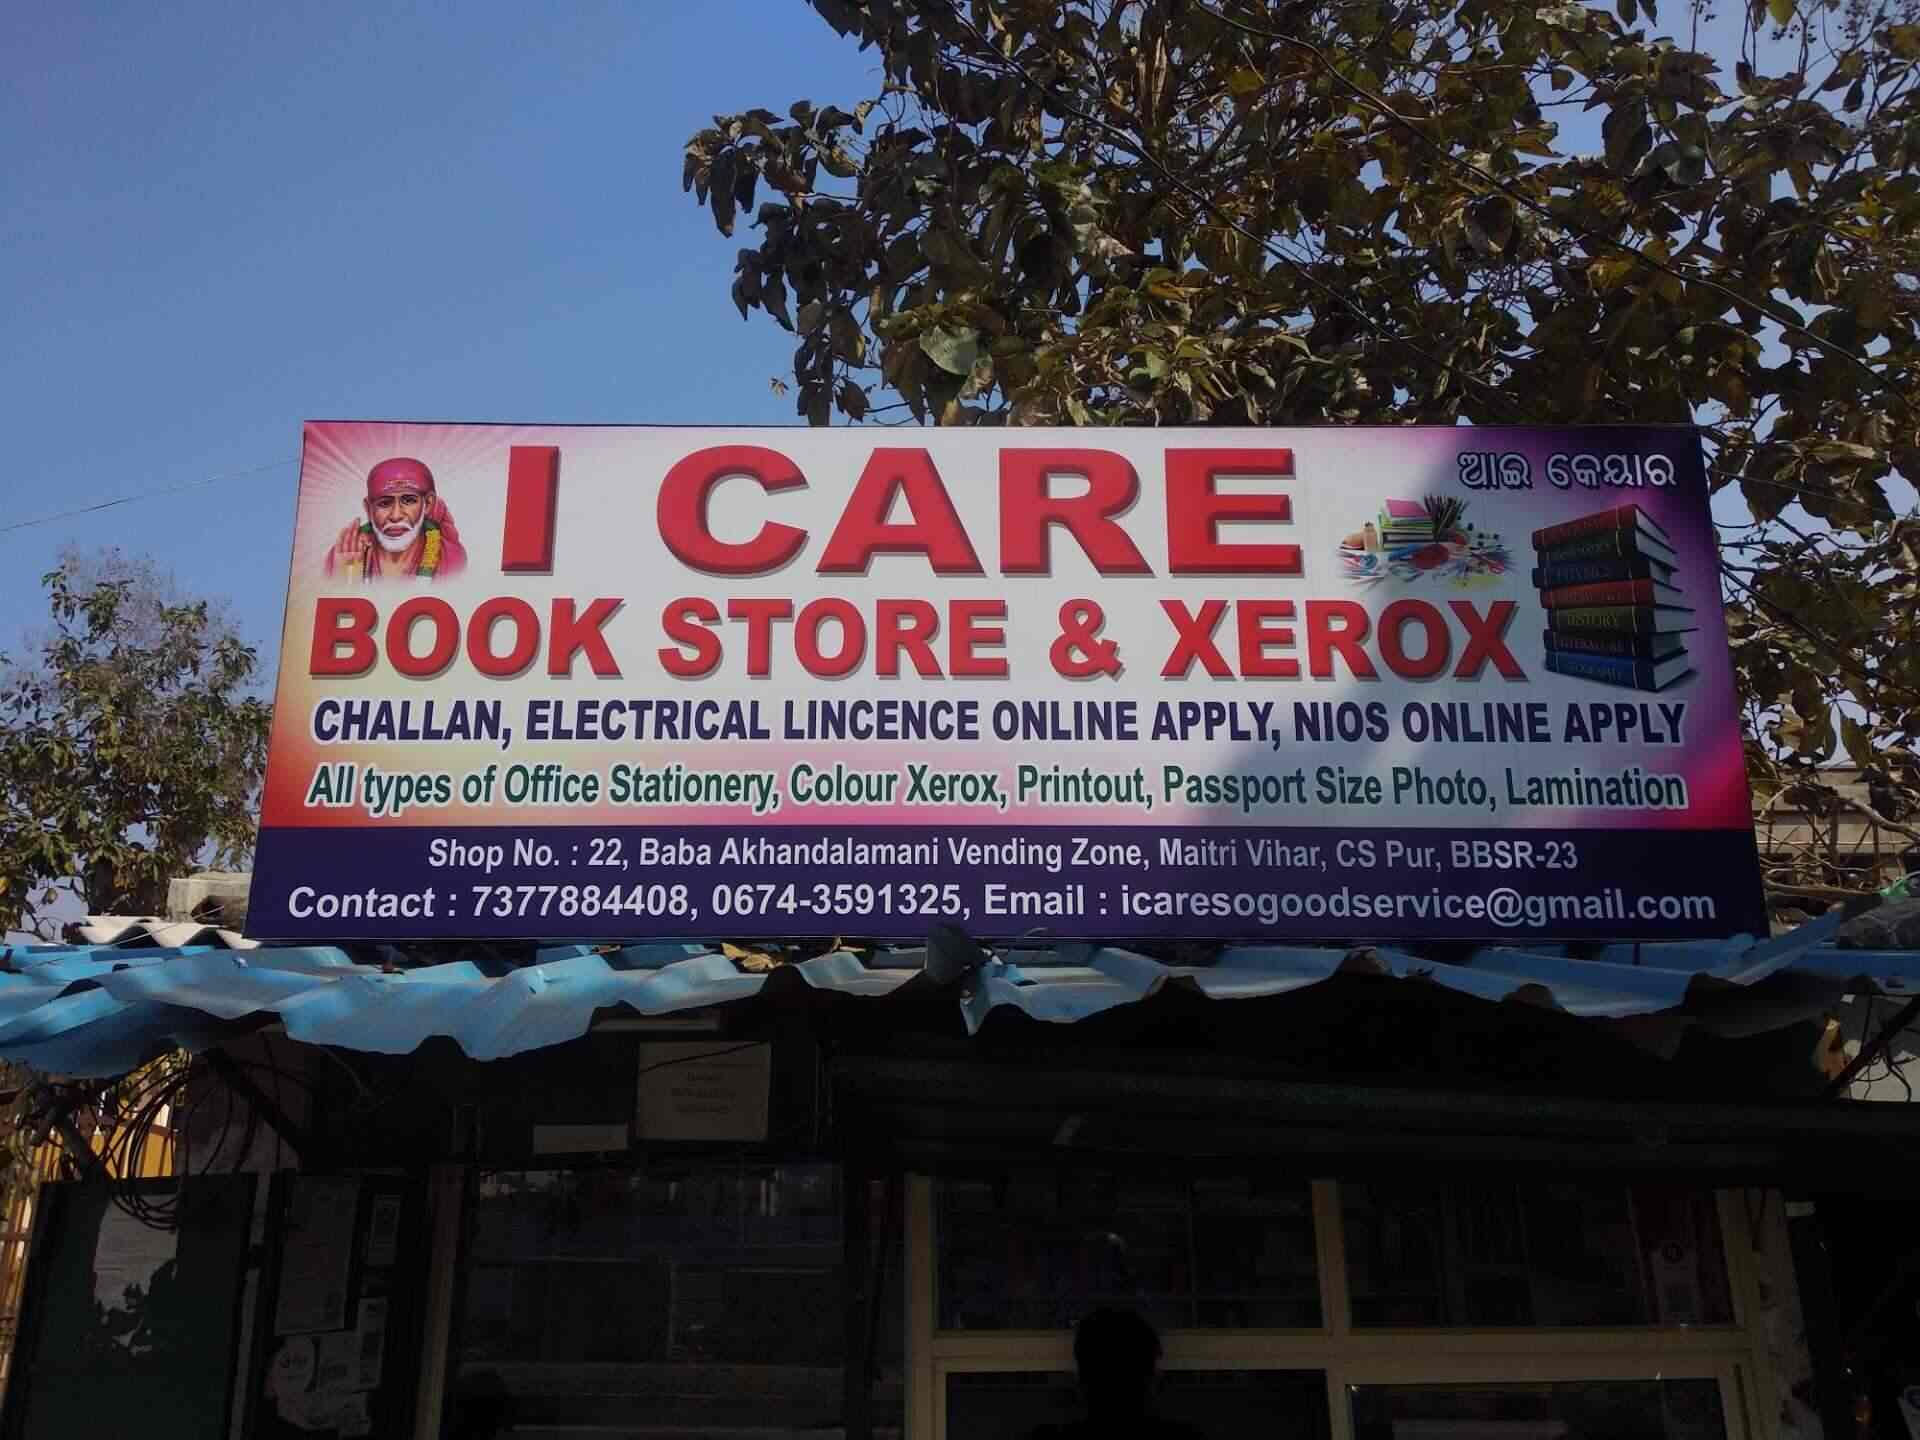 I CARE
ଆଇ କେୟାର
BOOK STORE & XEROX
HISTORY
CHALLAN, ELECTRICAL LINCENCE ONLINE APPLY, NIOS ONLINE APPLY
All types of Office Stationery, Colour Xerox, Printout, Passport Size Photo, Lamination
Shop No. : 22, Baba Akhandalamani Vending Zone, Maitri Vihar, CS Pur, BBSR-23
Contact : 7377884408, 0674-3591325, Email : icaresogoodservice@gmail.com